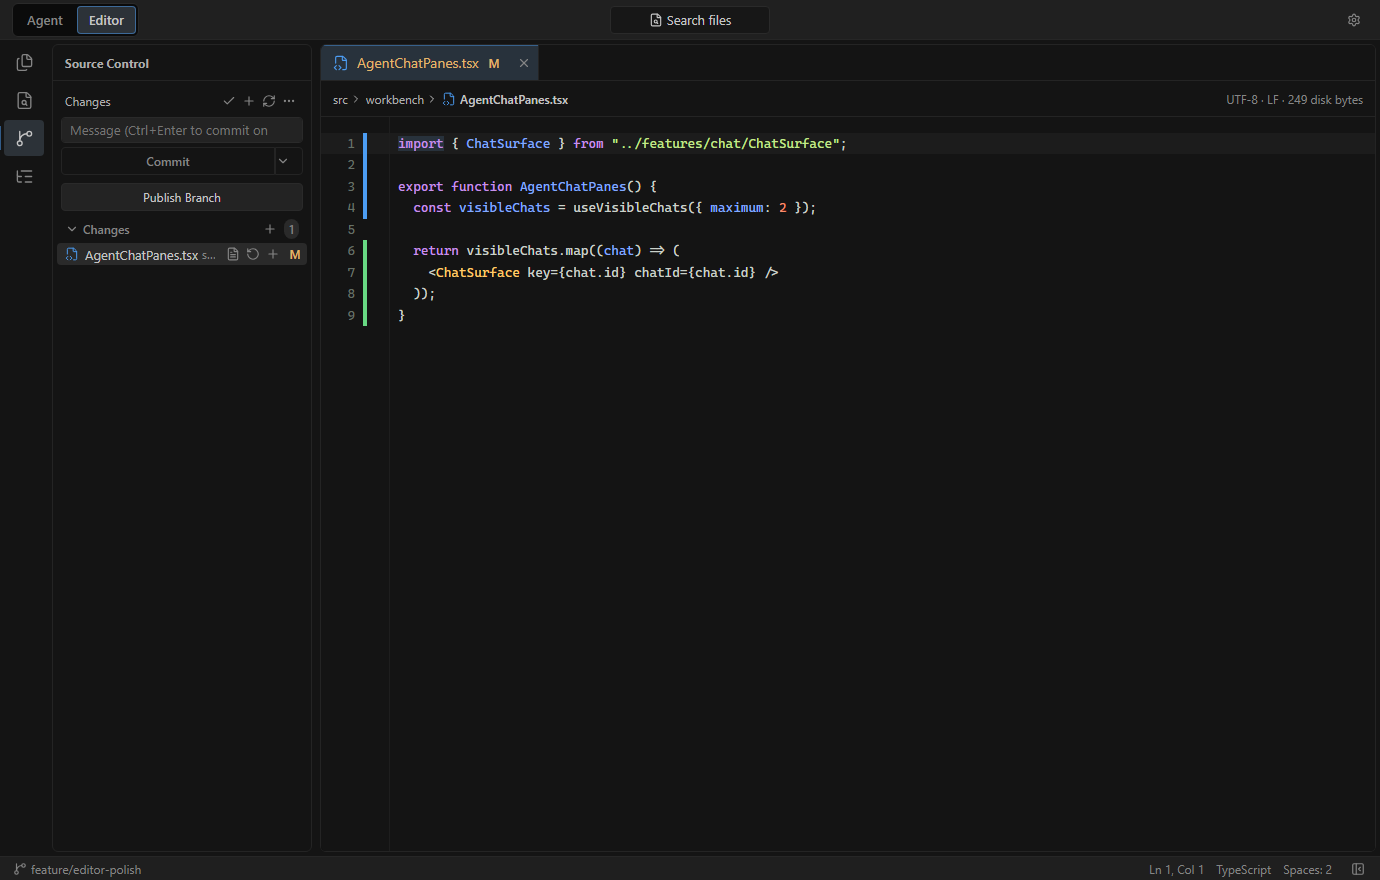 Agent Editor Search files
Source Control
Changes
Message (Ctrl+Enter to commit on
Commit
Publish Branch
Changes 1
AgentChatPanes.tsx s... M
AgentChatPanes.tsx M
src > workbench > AgentChatPanes.tsx UTF-8 · LF · 249 disk bytes
1 import { ChatSurface } from "../features/chat/ChatSurface";
2
3 export function AgentChatPanes() {
4   const visibleChats = useVisibleChats({ maximum: 2 });
5
6   return visibleChats.map((chat) => (
7     <ChatSurface key={chat.id} chatId={chat.id} />
8   ));
9 }
feature/editor-polish Ln 1, Col 1 TypeScript Spaces: 2